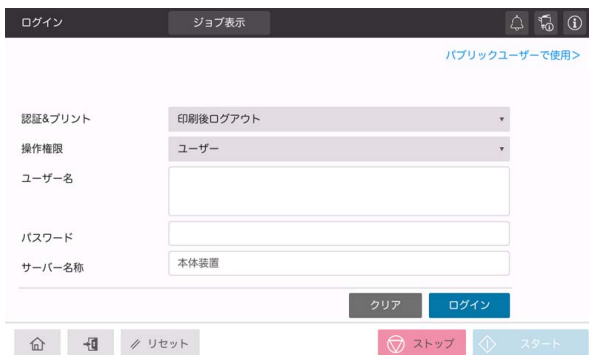 ログイン ジョブ表示
パブリックユーザーで使用>
認証&プリント 印刷後ログアウト
操作権限 ユーザー
ユーザー名
パスワード
サーバー名称 本体装置
クリア ログイン
リセット ストップ スタート